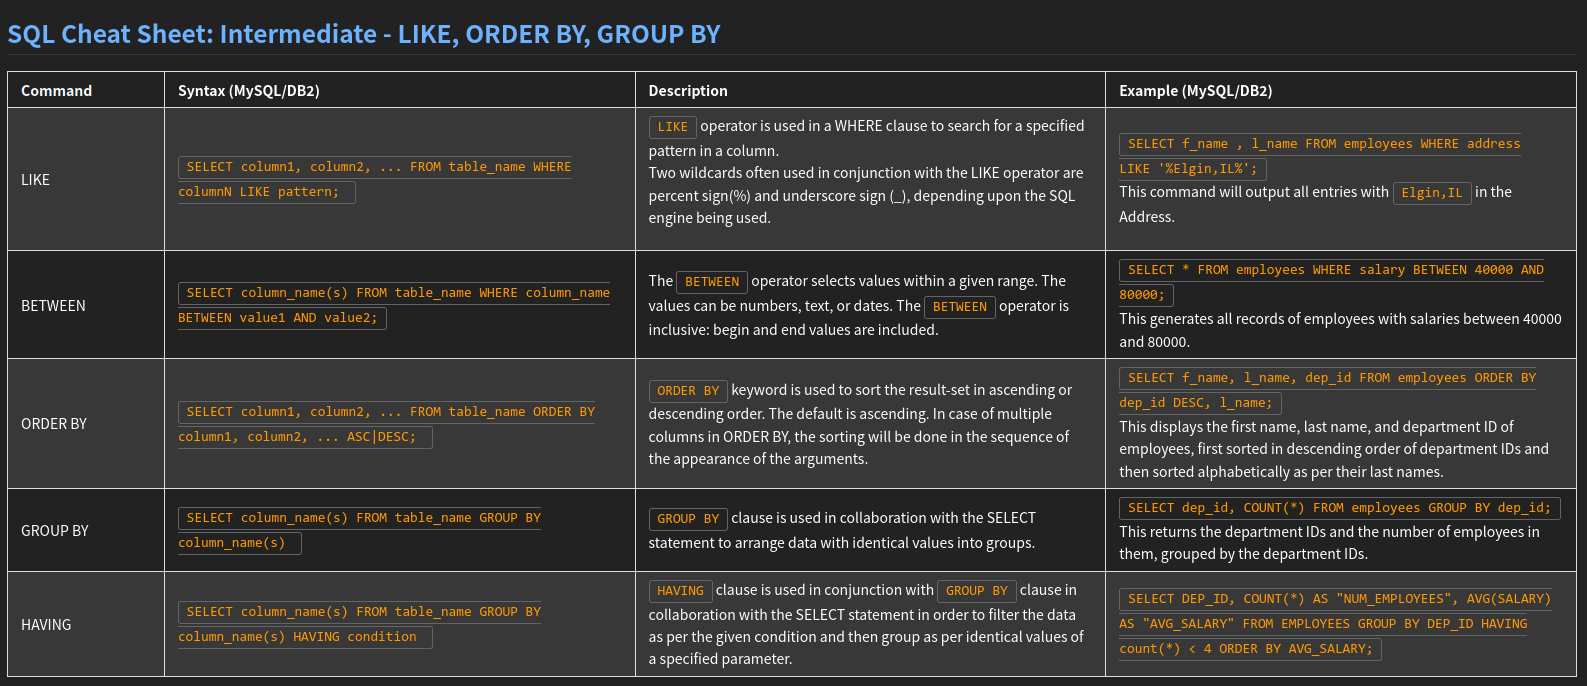 SQL Cheat Sheet: Intermediate - LIKE, ORDER BY, GROUP BY
Command
Syntax (MySQL/DB2)
Description
Example (MySQL/DB2)
LIKE
SELECT column1, column2, ... FROM table_name WHERE
columnN LIKE pattern;
LIKE operator is used in a WHERE clause to search for a specified
pattern in a column.
Two wildcards often used in conjunction with the LIKE operator are
percent sign(%) and underscore sign (_), depending upon the SQL
engine being used.
SELECT f_name , l_name FROM employees WHERE address
LIKE '%Elgin,IL%';
This command will output all entries with Elgin,IL in the
Address.
BETWEEN
SELECT column_name(s) FROM table_name WHERE column_name
BETWEEN value1 AND value2;
The BETWEEN operator selects values within a given range. The
values can be numbers, text, or dates. The BETWEEN operator is
inclusive: begin and end values are included.
SELECT * FROM employees WHERE salary BETWEEN 40000 AND
80000;
This generates all records of employees with salaries between 40000
and 80000.
ORDER BY
SELECT column1, column2, ... FROM table_name ORDER BY
column1, column2, ... ASC|DESC;
ORDER BY keyword is used to sort the result-set in ascending or
descending order. The default is ascending. In case of multiple
columns in ORDER BY, the sorting will be done in the sequence of
the appearance of the arguments.
SELECT f_name, l_name, dep_id FROM employees ORDER BY
dep_id DESC, l_name;
This displays the first name, last name, and department ID of
employees, first sorted in descending order of department IDs and
then sorted alphabetically as per their last names.
GROUP BY
SELECT column_name(s) FROM table_name GROUP BY
column_name(s)
GROUP BY clause is used in collaboration with the SELECT
statement to arrange data with identical values into groups.
SELECT dep_id, COUNT(*) FROM employees GROUP BY dep_id;
This returns the department IDs and the number of employees in
them, grouped by the department IDs.
HAVING
SELECT column_name(s) FROM table_name GROUP BY
column_name(s) HAVING condition
HAVING clause is used in conjunction with GROUP BY clause in
collaboration with the SELECT statement in order to filter the data
as per the given condition and then group as per identical values of
a specified parameter.
SELECT DEP_ID, COUNT(*) AS "NUM_EMPLOYEES", AVG(SALARY)
AS "AVG_SALARY" FROM EMPLOYEES GROUP BY DEP_ID HAVING
count(*) < 4 ORDER BY AVG_SALARY;